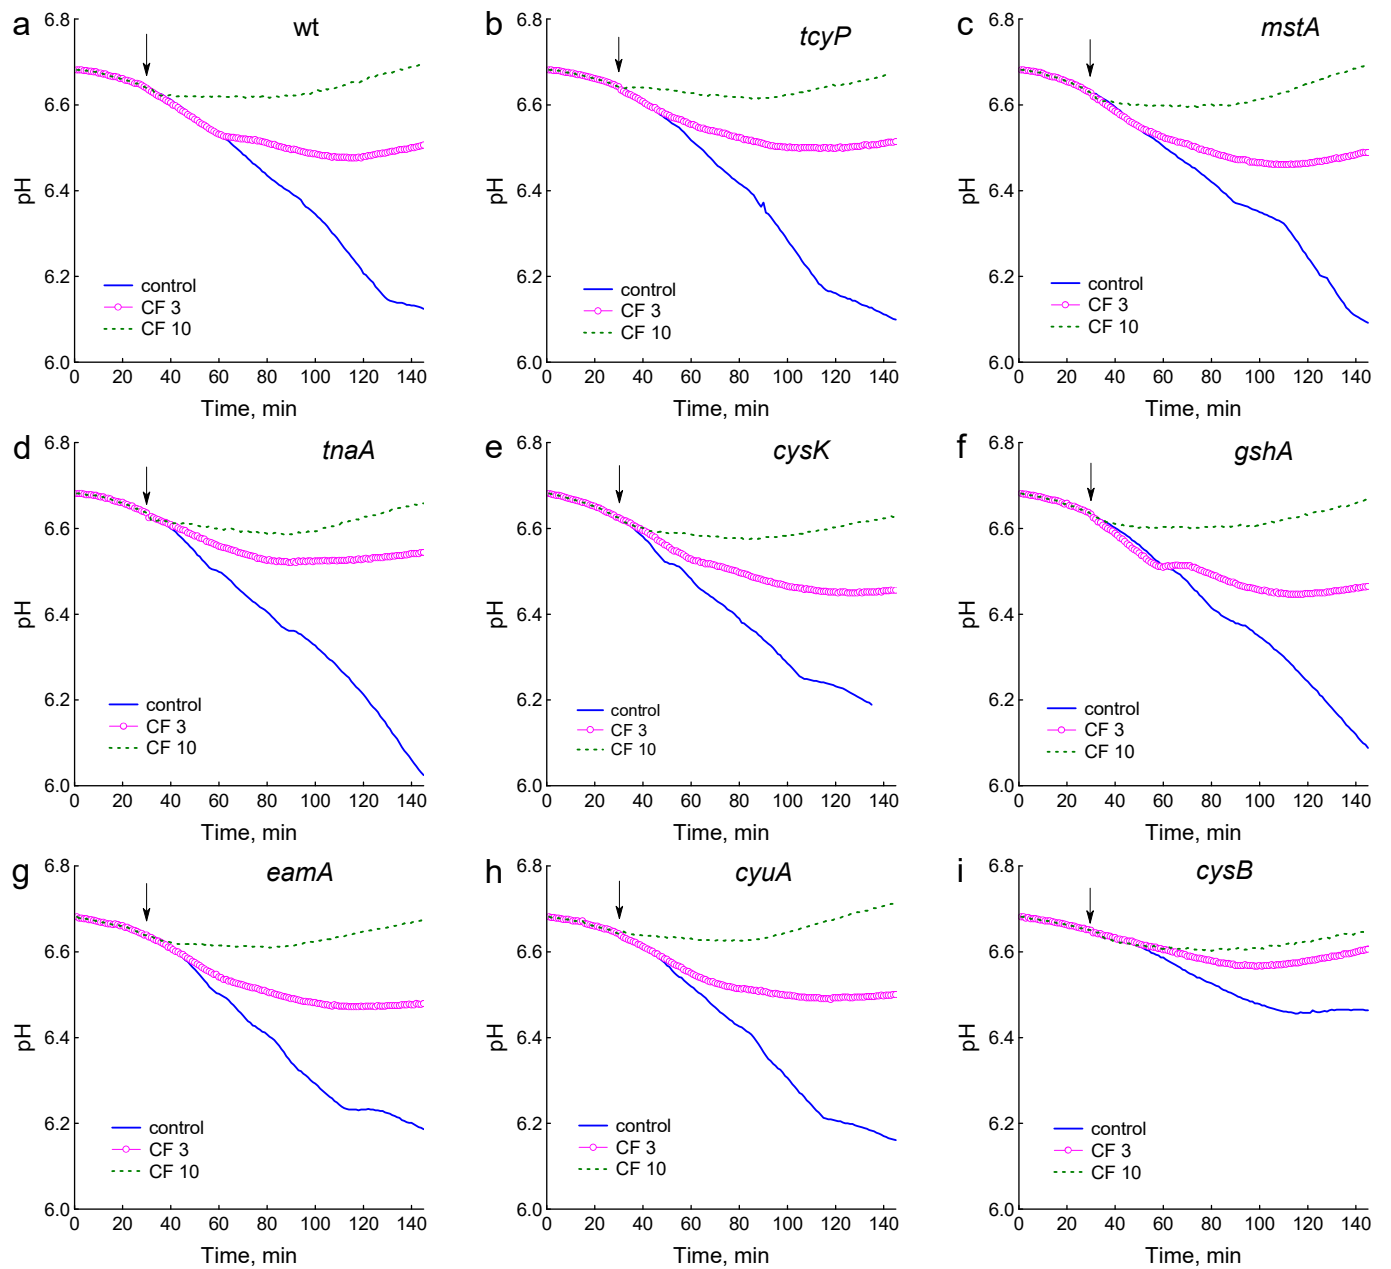 a
wt
pH
6.8
6.6
6.4
6.2
6.0
control
CF 3
CF 10
0 20 40 60 80 100 120 140
Time, min
b
tcyP
pH
6.8
6.6
6.4
6.2
6.0
control
CF 3
CF 10
0 20 40 60 80 100 120 140
Time, min
c
mstA
pH
6.8
6.6
6.4
6.2
6.0
control
CF 3
CF 10
0 20 40 60 80 100 120 140
Time, min
d
tnaA
pH
6.8
6.6
6.4
6.2
6.0
control
CF 3
CF 10
0 20 40 60 80 100 120 140
Time, min
e
cysK
pH
6.8
6.6
6.4
6.2
6.0
control
CF 3
CF 10
0 20 40 60 80 100 120 140
Time, min
f
gshA
pH
6.8
6.6
6.4
6.2
6.0
control
CF 3
CF 10
0 20 40 60 80 100 120 140
Time, min
g
eamA
pH
6.8
6.6
6.4
6.2
6.0
control
CF 3
CF 10
0 20 40 60 80 100 120 140
Time, min
h
cyuA
pH
6.8
6.6
6.4
6.2
6.0
control
CF 3
CF 10
0 20 40 60 80 100 120 140
Time, min
i
cysB
pH
6.8
6.6
6.4
6.2
6.0
control
CF 3
CF 10
0 20 40 60 80 100 120 140
Time, min